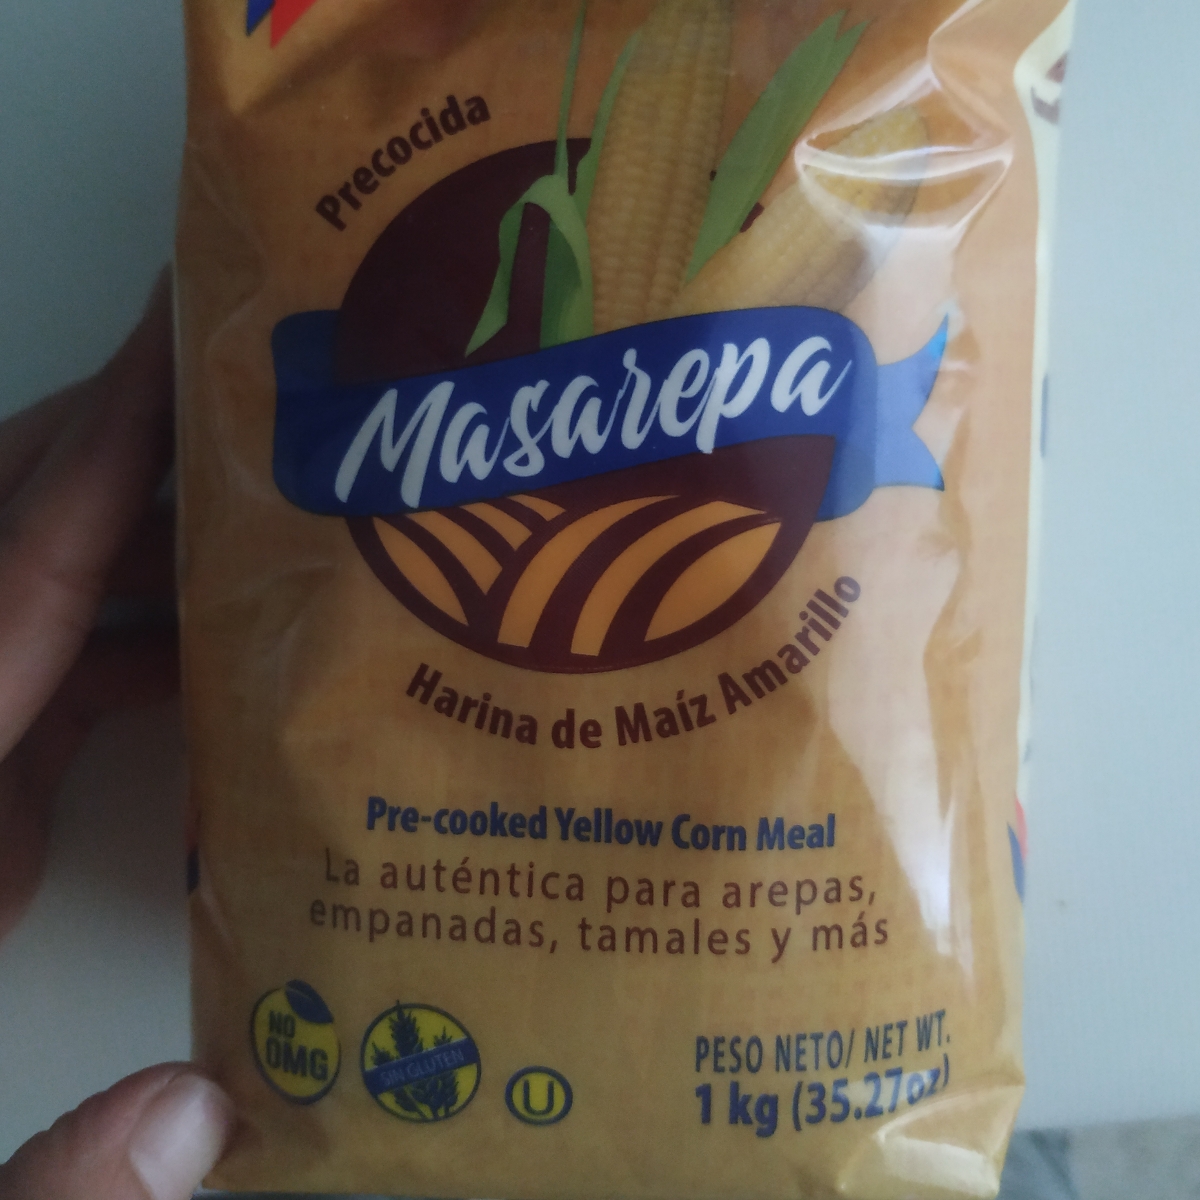 Precocida
Masarepa
Harina de Maíz Amarillo
Pre-cooked Yellow Corn Meal
La auténtica para arepas,
empanadas, tamales y más
NO
OMG
SIN GLUTEN
U
PESO NETO/ NET WT.
1 kg (35.27oz)